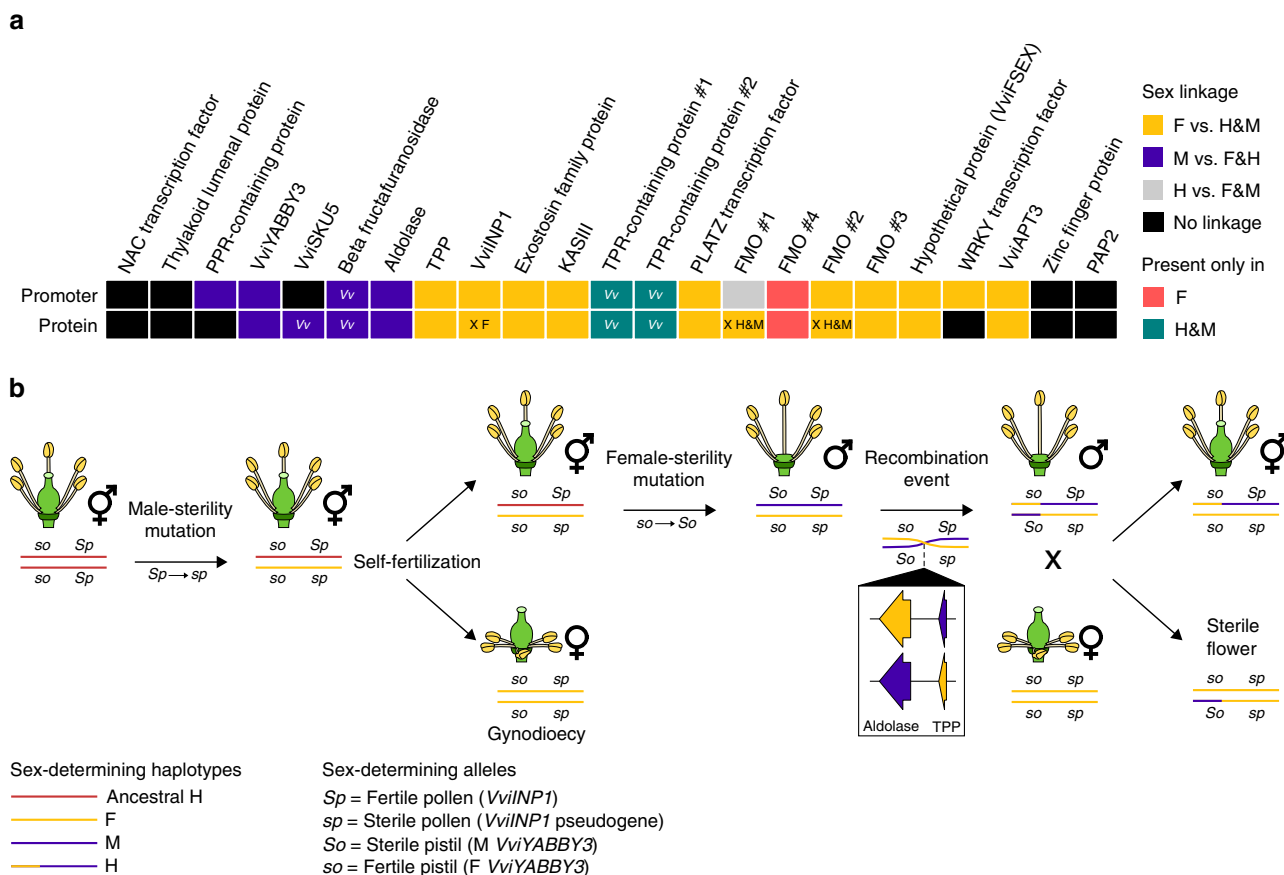 a
NAC transcription factor
Thylakoid lumenal protein
PPR-containing protein
VviYABBY3
VviSKU5
Beta fructafuranosidase
Aldolase
TPP
VviINP1
Exostosin family protein
KASIII
TPR-containing protein #1
TPR-containing protein #2
PLATZ transcription factor
FMO #1
FMO #4
FMO #2
FMO #3
Hypothetical protein (VviFSEX)
WRKY transcription factor
VviAPT3
Zinc finger protein
PAP2
Sex linkage
F vs. H&M
M vs. F&H
H vs. F&M
No linkage
Present only in
F
H&M
Promoter Vv Vv Vv
Protein Vv Vv X F Vv Vv X H&M X H&M
b
Male-sterility
mutation
Sp→sp
so Sp
so Sp
so Sp
so sp
Self-fertilization
so Sp
so sp
so sp
so sp
Gynodioecy
Female-sterility
mutation
so→So
So Sp
so sp
Recombination
event
so Sp
So sp
Aldolase TPP
so Sp
So sp
X
so sp
so sp
so Sp
so sp
Sterile
flower
so sp
So sp
Sex-determining haplotypes
Ancestral H
F
M
H
Sex-determining alleles
Sp = Fertile pollen (VviINP1)
sp = Sterile pollen (VviINP1 pseudogene)
So = Sterile pistil (M VviYABBY3)
so = Fertile pistil (F VviYABBY3)